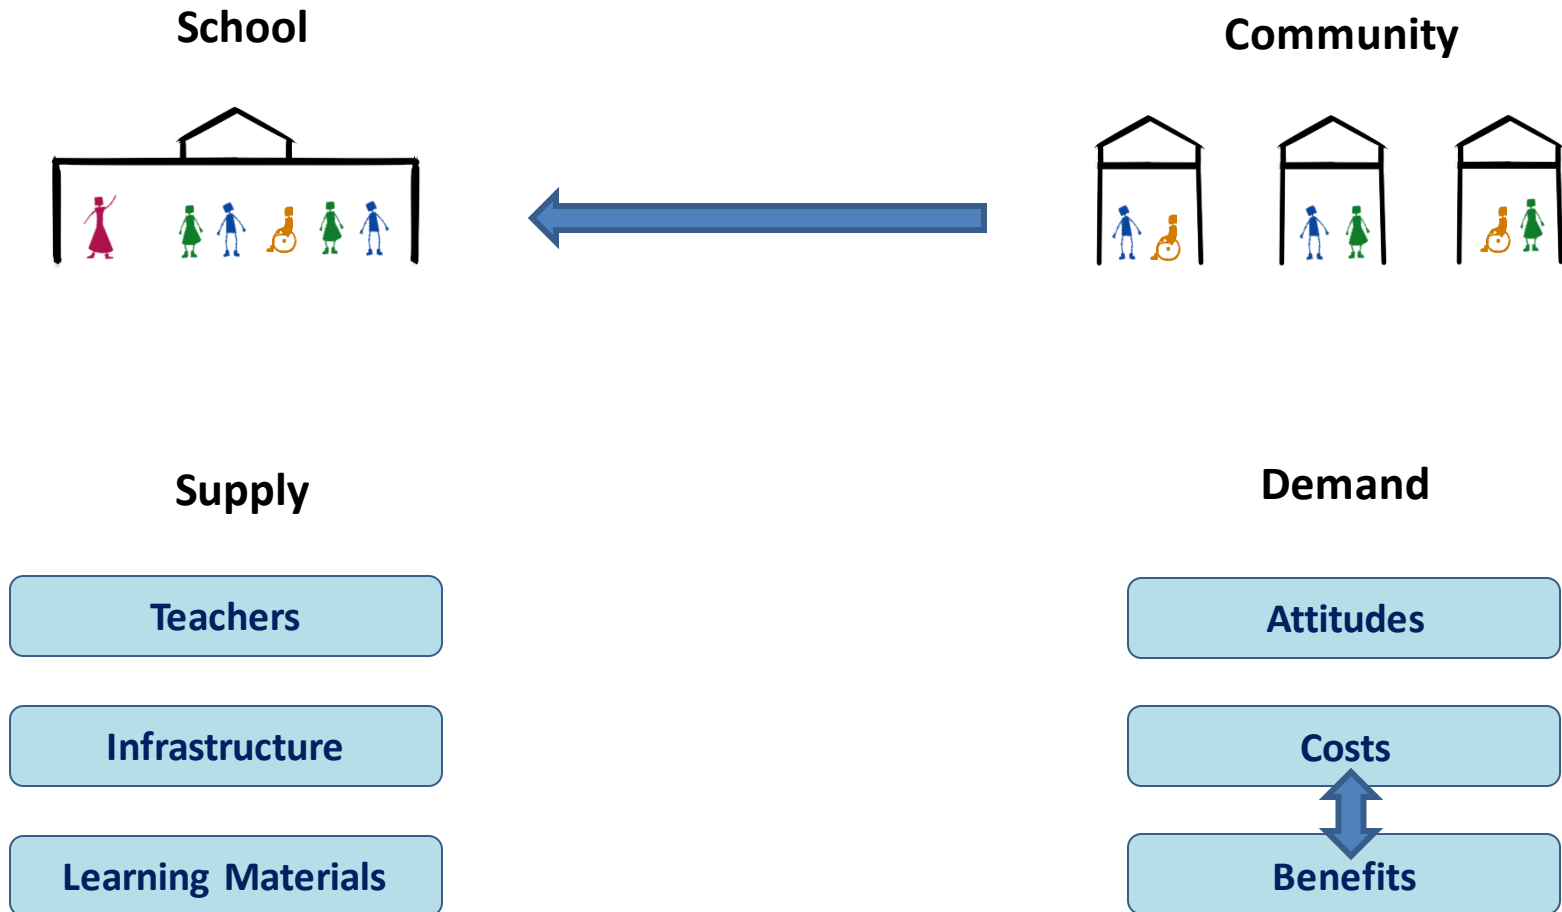 School
Community
Supply
Demand
Teachers
Attitudes
Infrastructure
Costs
Learning Materials
Benefits